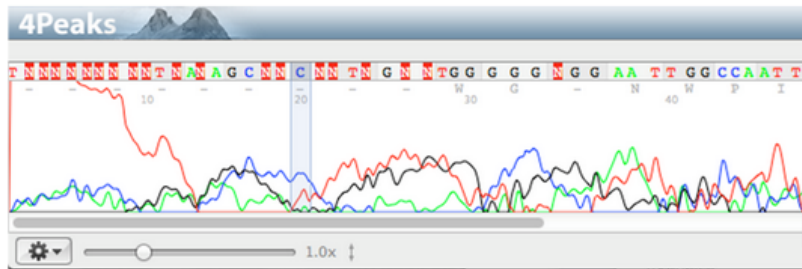 4Peaks
T N N N N N N N N N T N A N A G C N N C N N T N G N N T G G G G G N G G A A T T G G C C A A T T
- - - - - - - - - - - W G - N W P I
10 20 30 40
1.0x